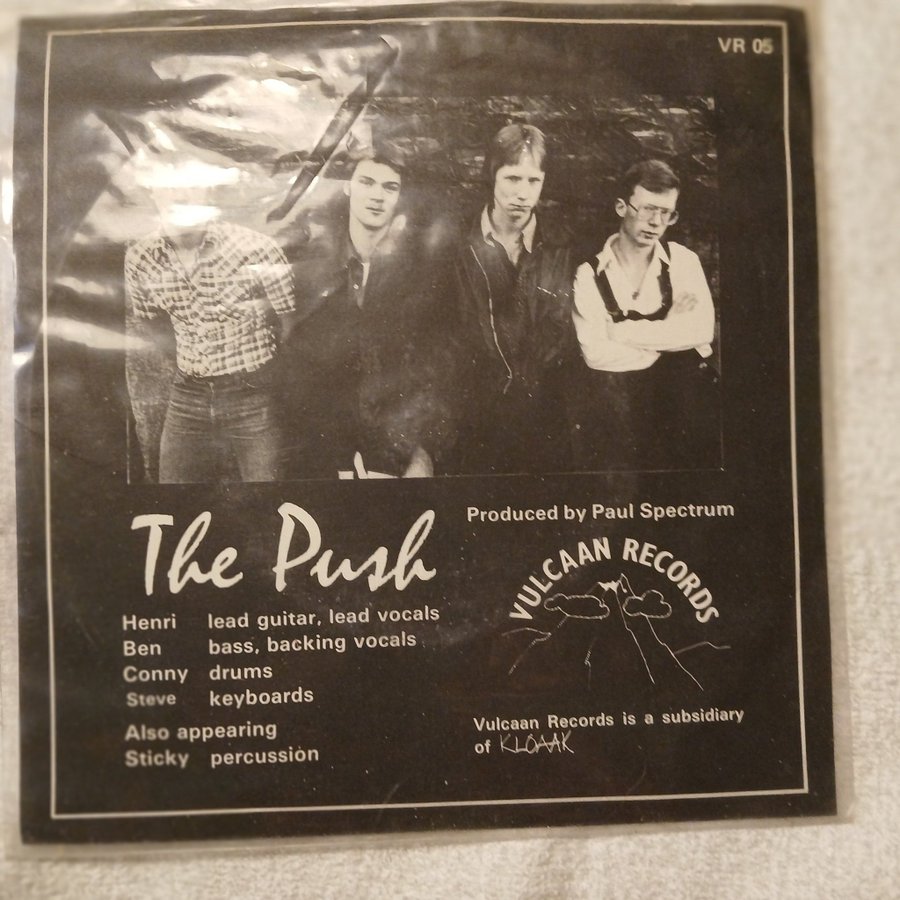 VR 05
The Push
Henri lead guitar, lead vocals
Ben bass, backing vocals
Conny drums
Steve keyboards
Also appearing
Sticky percussion
Produced by Paul Spectrum
VULCAAN RECORDS
Vulcaan Records is a subsidiary
of KLOAAK